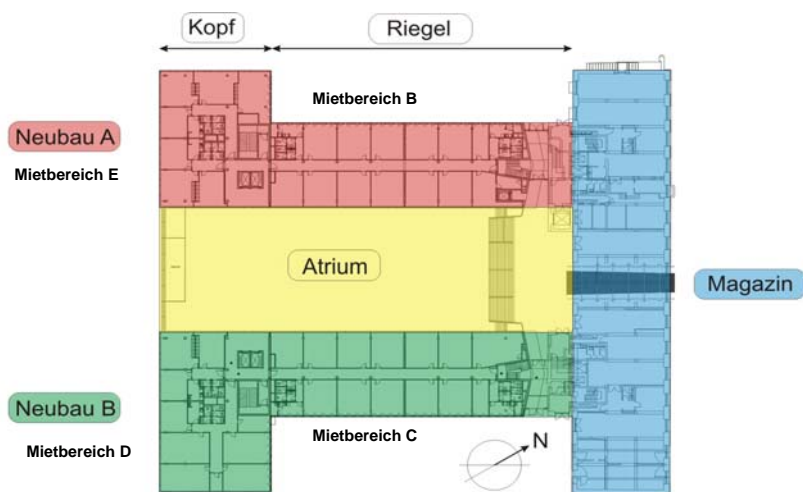 Kopf
Riegel
Mietbereich B
Neubau A
Mietbereich E
Atrium
Magazin
Neubau B
Mietbereich D
Mietbereich C
N